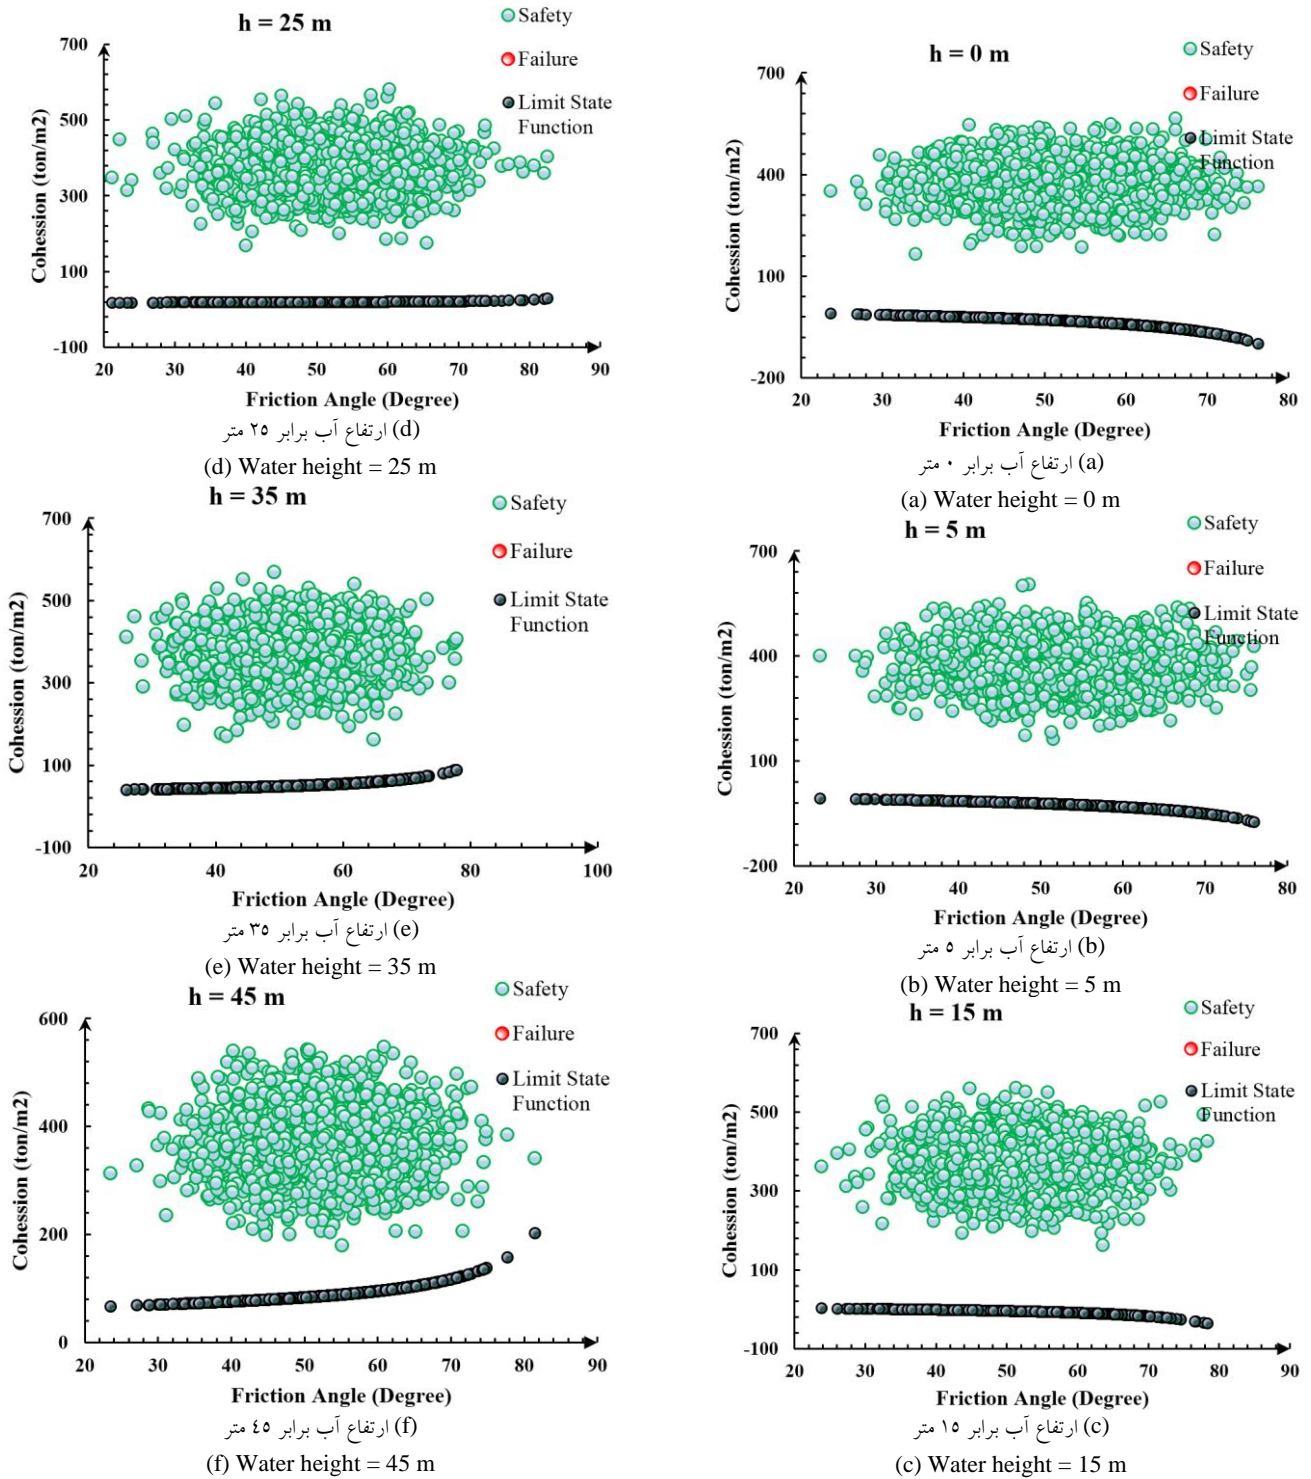 h = 25 m
Safety
Failure
Limit State
Function
700
500
300
100
-100
Cohession (ton/m2)
20 30 40 50 60 70 80 90
Friction Angle (Degree)
(d) ارتفاع آب برابر ۲۵ متر
(d) Water height = 25 m
h = 0 m
Safety
Failure
Limit State
Function
700
400
100
-200
Cohession (ton/m2)
20 30 40 50 60 70 80
Friction Angle (Degree)
(a) ارتفاع آب برابر ۰ متر
(a) Water height = 0 m
h = 35 m
Safety
Failure
Limit State
Function
700
500
300
100
-100
Cohession (ton/m2)
20 40 60 80 100
Friction Angle (Degree)
(e) ارتفاع آب برابر ۳۵ متر
(e) Water height = 35 m
h = 5 m
Safety
Failure
Limit State
Function
700
400
100
-200
Cohession (ton/m2)
20 30 40 50 60 70 80
Friction Angle (Degree)
(b) ارتفاع آب برابر ۵ متر
(b) Water height = 5 m
h = 45 m
Safety
Failure
Limit State
Function
600
400
200
0
Cohession (ton/m2)
20 30 40 50 60 70 80 90
Friction Angle (Degree)
(f) ارتفاع آب برابر ٤٥ متر
(f) Water height = 45 m
h = 15 m
Safety
Failure
Limit State
Function
700
500
300
100
-100
Cohession (ton/m2)
20 30 40 50 60 70 80 90
Friction Angle (Degree)
(c) ارتفاع آب برابر ۱۵ متر
(c) Water height = 15 m